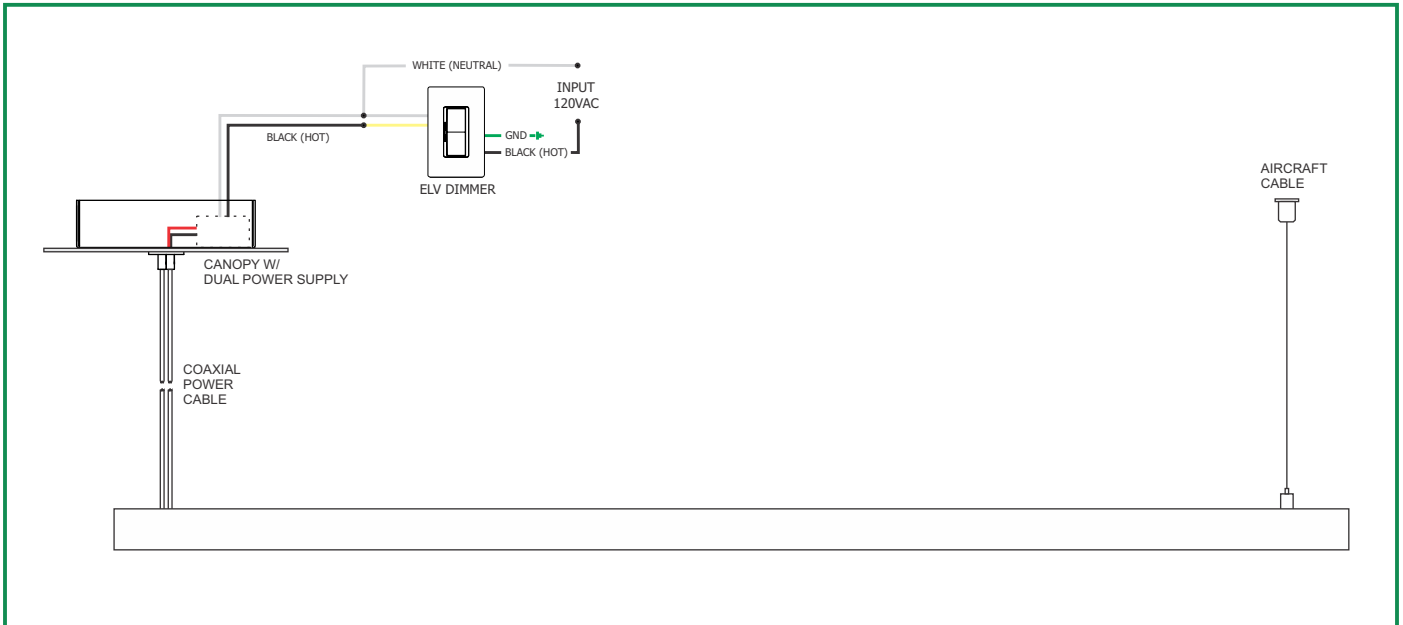 WHITE (NEUTRAL)
INPUT
120VAC
BLACK (HOT)
GND
BLACK (HOT)
ELV DIMMER
AIRCRAFT
CABLE
CANOPY W/
DUAL POWER SUPPLY
COAXIAL
POWER
CABLE